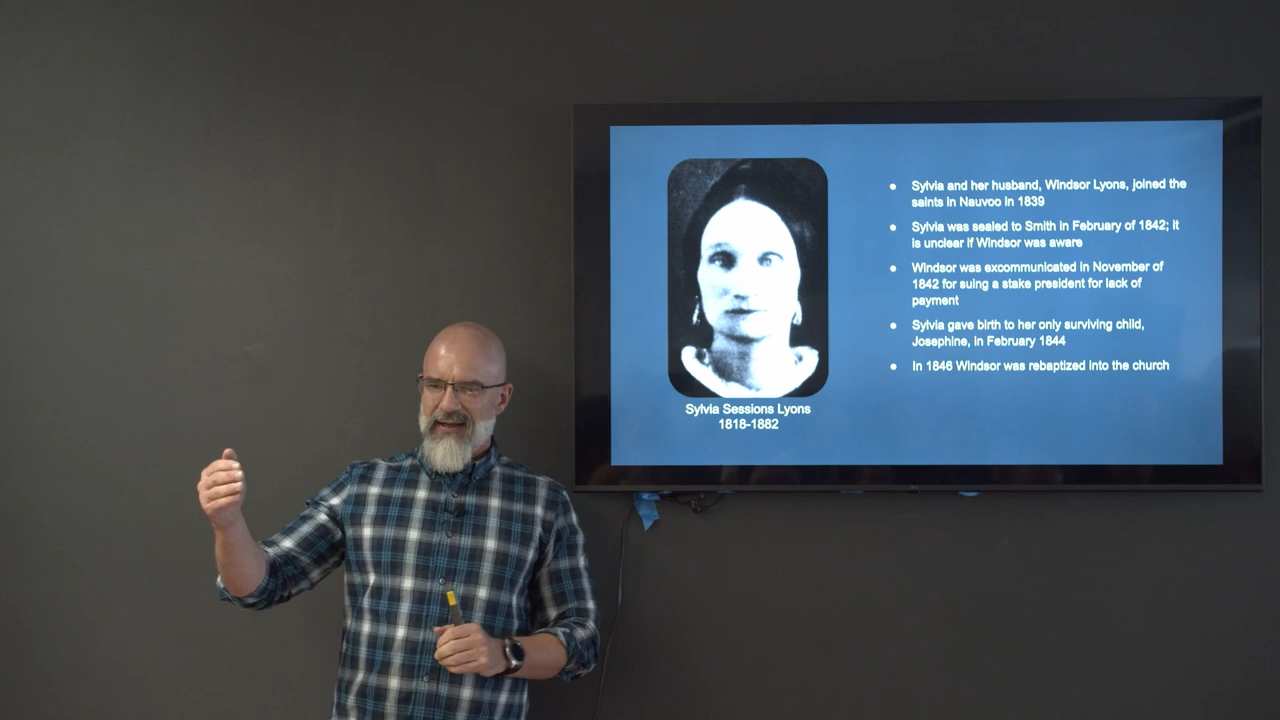 ● Sylvia and her husband, Windsor Lyons, joined the
saints in Nauvoo in 1839
● Sylvia was sealed to Smith in February of 1842; it
is unclear if Windsor was aware
● Windsor was excommunicated in November of
1842 for suing a stake president for lack of
payment
● Sylvia gave birth to her only surviving child,
Josephine, in February 1844
● In 1846 Windsor was rebaptized into the church
Sylvia Sessions Lyons
1818-1882